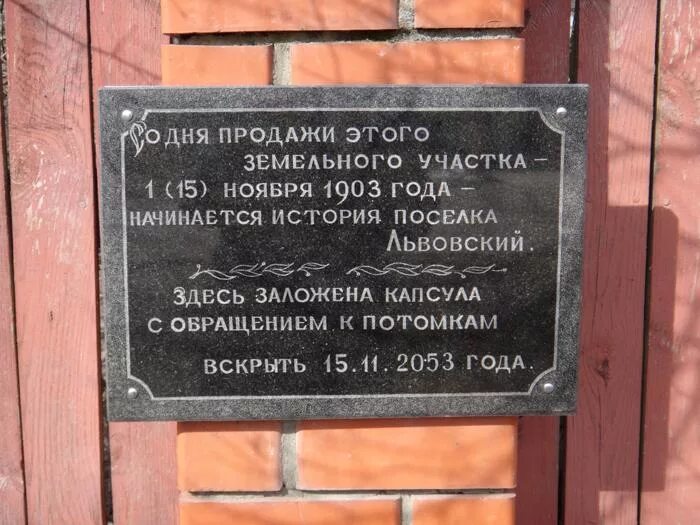 Со дня продажи этого
земельного участка –
1 (15) ноября 1903 года –
начинается история поселка
Львовский.
Здесь заложена капсула
с обращением к потомкам
вскрыть 15.11.2053 года.